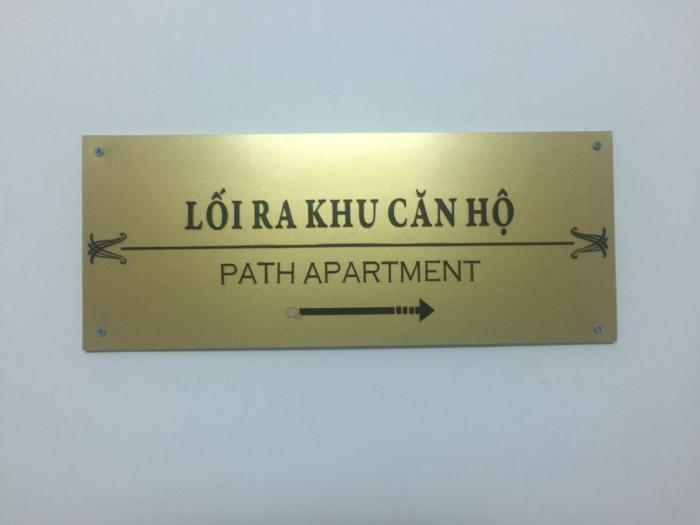 LỐI RA KHU CĂN HỘ
PATH APARTMENT